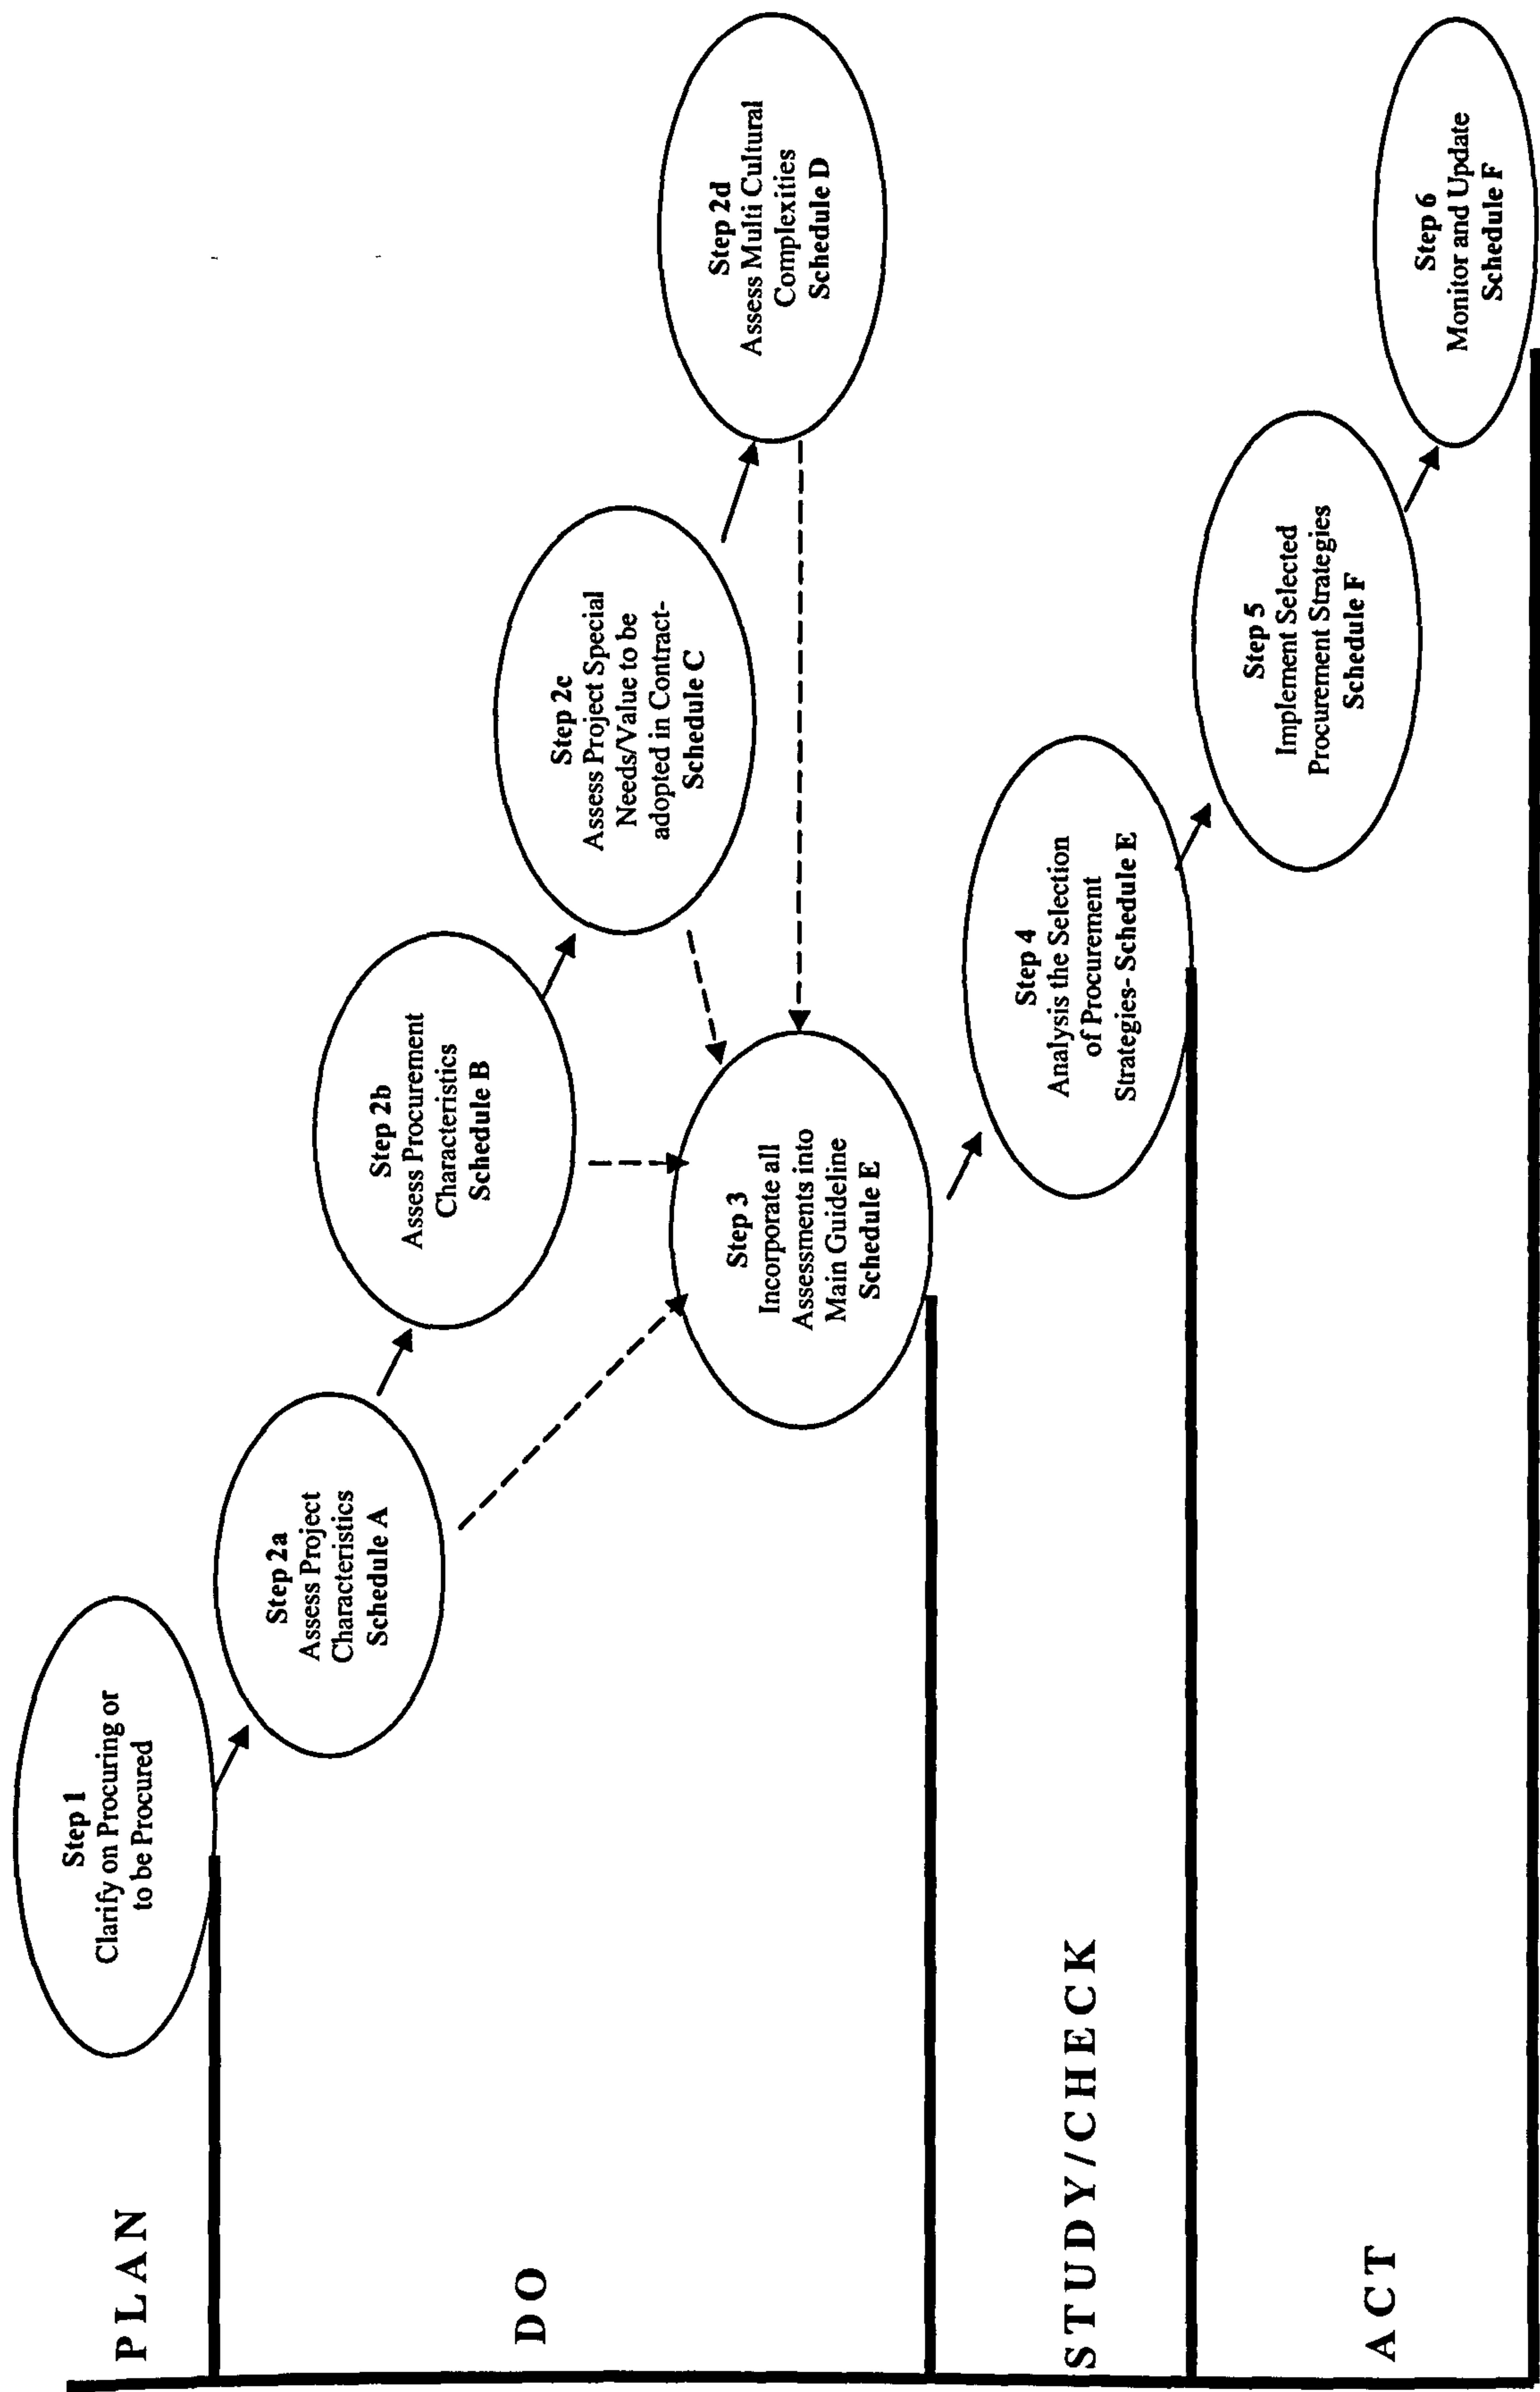 PLAN
Step 1
Clarify on Procuring or
to be Procured
DO
Step 2a
Assess Project
Characteristics
Schedule A
Step 2b
Assess Procurement
Characteristics
Schedule B
Step 2c
Assess Project Special
Needs/Value to be
adopted in Contract-
Schedule C
Step 2d
Assess Multi Cultural
Complexities
Schedule D
Step 3
Incorporate all
Assessments into
Main Guideline
Schedule E
STUDY/CHECK
Step 4
Analysis the Selection
of Procurement
Strategies- Schedule E
ACT
Step 5
Implement Selected
Procurement Strategies
Schedule F
Step 6
Monitor and Update
Schedule F